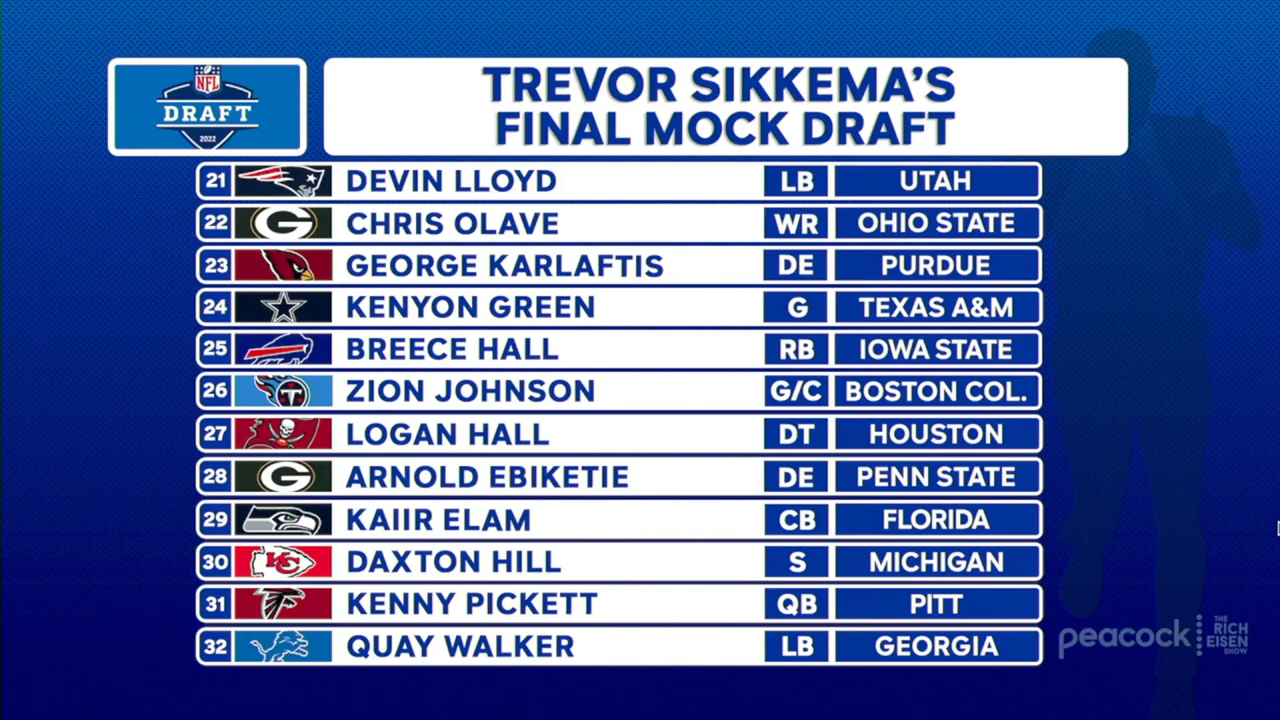 NFL
DRAFT
2022
TREVOR SIKKEMA'S
FINAL MOCK DRAFT
21 DEVIN LLOYD LB UTAH
22 G CHRIS OLAVE WR OHIO STATE
23 GEORGE KARLAFTIS DE PURDUE
24 KENYON GREEN G TEXAS A&M
25 BREECE HALL RB IOWA STATE
26 T ZION JOHNSON G/C BOSTON COL.
27 LOGAN HALL DT HOUSTON
28 G ARNOLD EBIKETIE DE PENN STATE
29 KAIIR ELAM CB FLORIDA
30 KC DAXTON HILL S MICHIGAN
31 KENNY PICKETT QB PITT
32 QUAY WALKER LB GEORGIA
peacock
THE
RICH
EISEN
SHOW